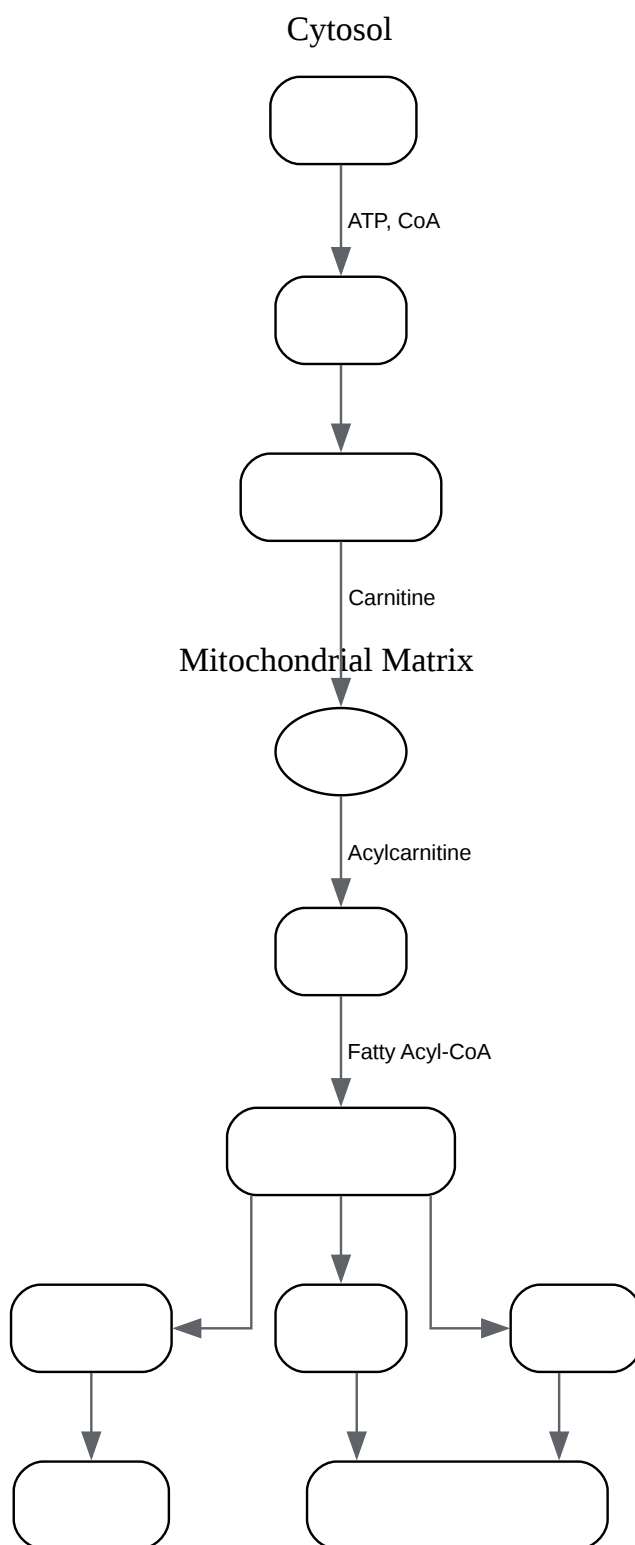 Cytosol
ATP, CoA
Carnitine
Mitochondrial Matrix
Acylcarnitine
Fatty Acyl-CoA